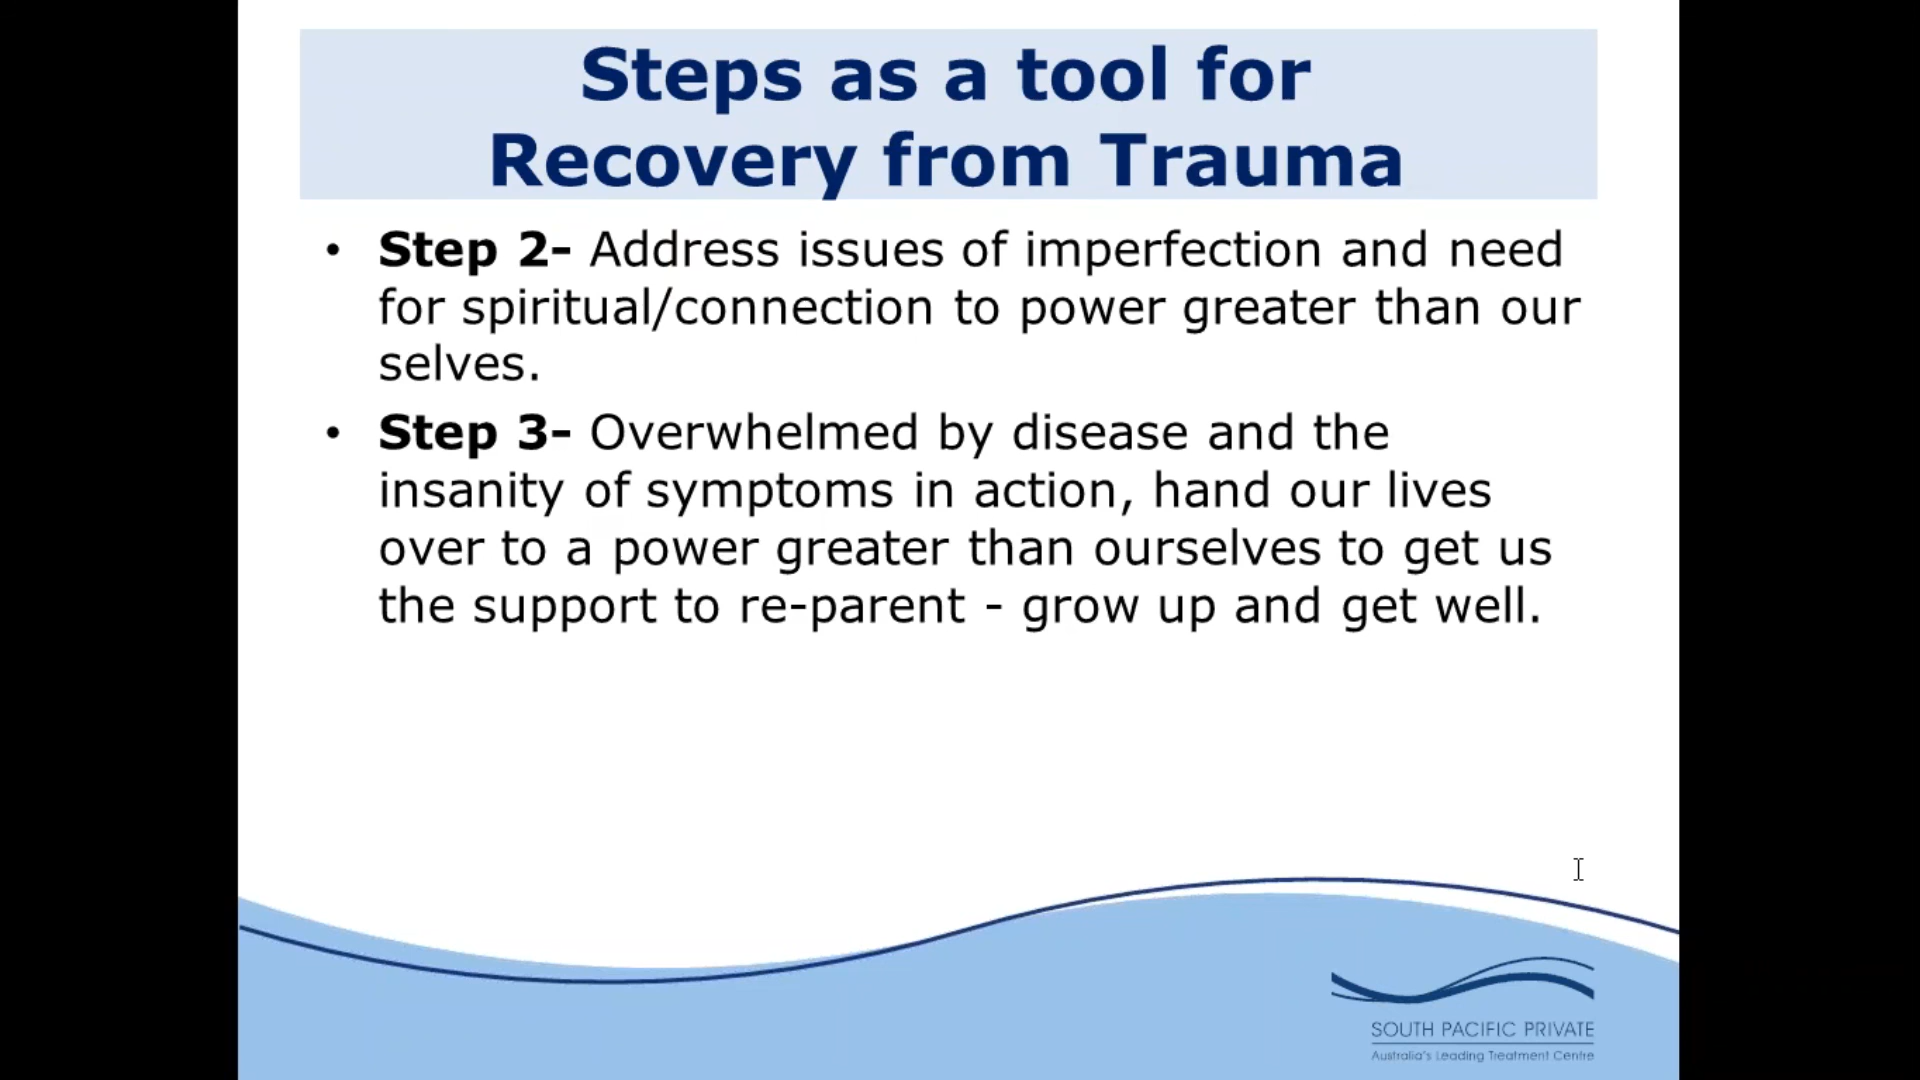 Steps as a tool for
Recovery from Trauma
• Step 2- Address issues of imperfection and need
for spiritual/connection to power greater than our
selves.
• Step 3- Overwhelmed by disease and the
insanity of symptoms in action, hand our lives
over to a power greater than ourselves to get us
the support to re-parent - grow up and get well.
SOUTH PACIFIC PRIVATE
Australia's Leading Treatment Centre